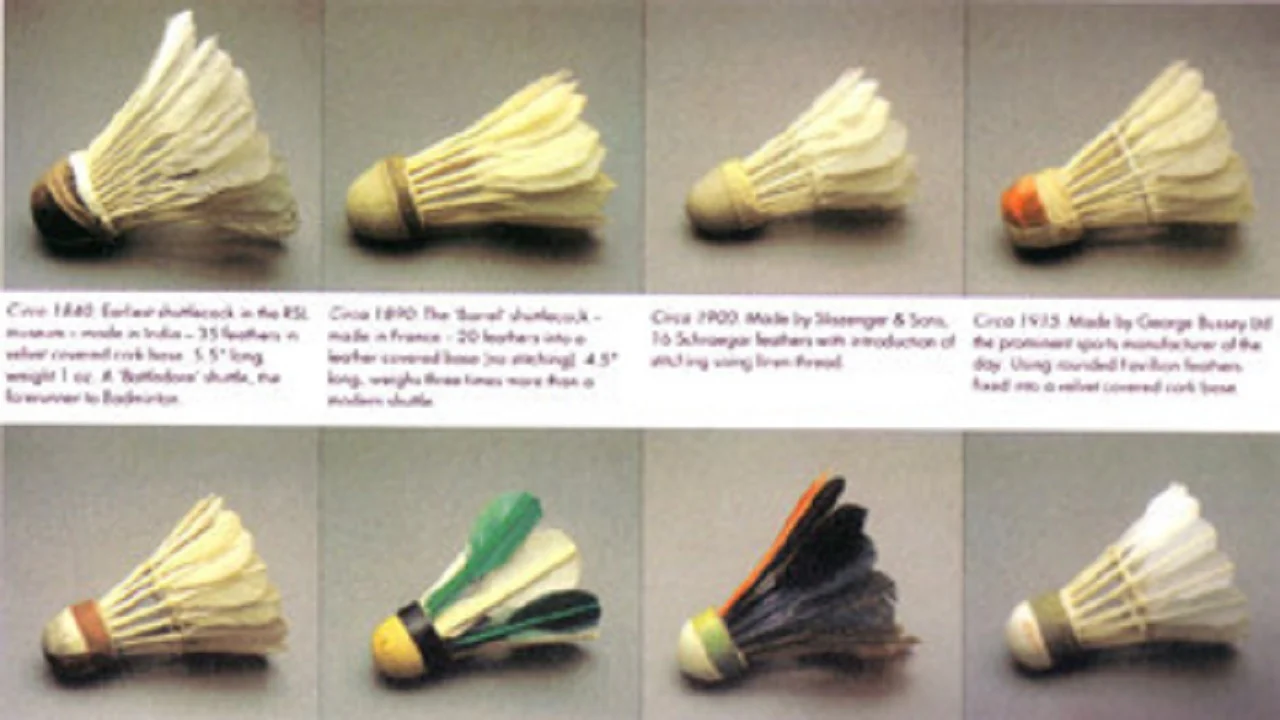 Circa 1840: Earliest shuttlecock in the RSL
museum - made in India - 35 feathers in
velvet covered cork base. 5.5" long,
weight 1 oz. A 'Battledore' shuttle, the
forerunner to Badminton.
Circa 1890: The 'Barrel' shuttlecock -
made in France - 20 feathers into a
leather covered base (no stitching). 4.5"
long, weighs three times more than a
modern shuttle.
Circa 1900: Made by Slazenger & Sons,
16 feathers with introduction of
stitching using linen thread.
Circa 1915: Made by George Bussey Ltd
the prominent sports manufacturer of the
day. Using rounded Pavilion feathers
fixed into a velvet covered cork base.